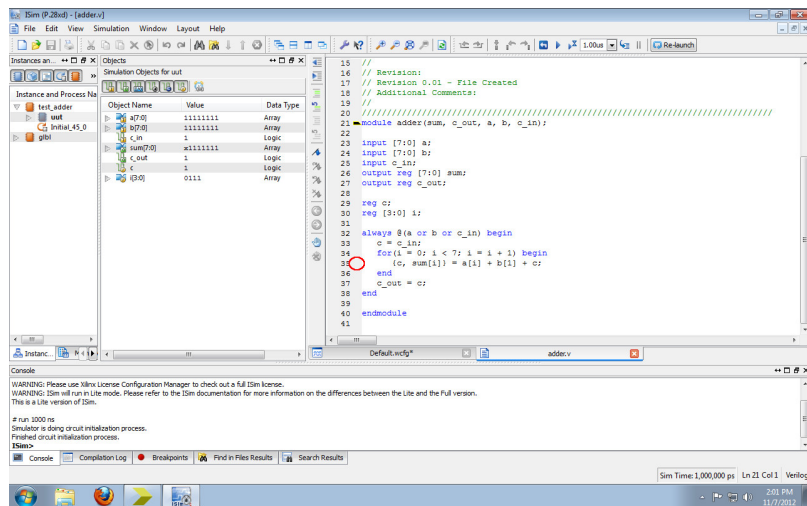 ISim (P.28xd) - [adder.v]
File Edit View Simulation Window Layout Help
1.00us Re-launch
Instances an...
Objects
Simulation Objects for uut
Instance and Process Na
test_adder
uut
Initial_45_0
glbl
Object Name Value Data Type
a[7:0] 11111111 Array
b[7:0] 11111111 Array
c_in 1 Logic
sum[7:0] x1111111 Array
c_out 1 Logic
c 1 Logic
i[3:0] 0111 Array
15 //
16 // Revision:
17 // Revision 0.01 - File Created
18 // Additional Comments:
19 //
20 //////////////////////////////////////////////////////////////////////////////////
21 module adder(sum, c_out, a, b, c_in);
22
23 input [7:0] a;
24 input [7:0] b;
25 input c_in;
26 output reg [7:0] sum;
27 output reg c_out;
28
29 reg c;
30 reg [3:0] i;
31
32 always @(a or b or c_in) begin
33 c = c_in;
34 for(i = 0; i < 7; i = i + 1) begin
35 {c, sum[i]} = a[i] + b[i] + c;
36 end
37 c_out = c;
38 end
39
40 endmodule
41
Instanc...
Default.wcfg* adder.v
Console
WARNING: Please use Xilinx License Configuration Manager to check out a full ISim license.
WARNING: ISim will run in Lite mode. Please refer to the ISim documentation for more information on the differences between the Lite and the Full version.
This is a Lite version of ISim.
# run 1000 ns
Simulator is doing circuit initialization process.
Finished circuit initialization process.
ISim>
Console Compilation Log Breakpoints Find in Files Results Search Results
Sim Time: 1,000,000 ps Ln 21 Col 1 Verilog
2:01 PM
11/7/2012